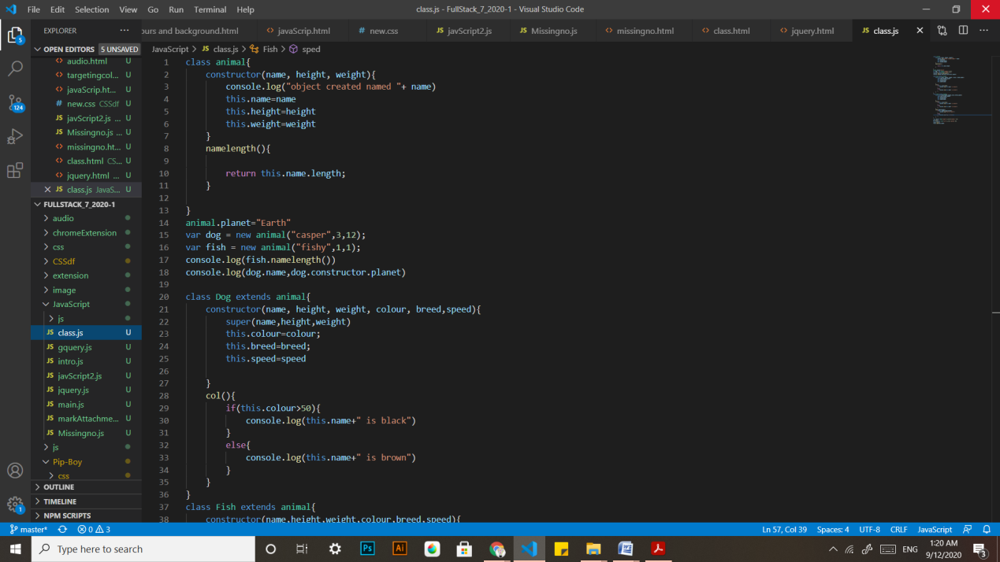 File Edit Selection View Go Run Terminal Help
class.js - FullStack_7_2020-1 - Visual Studio Code
EXPLORER
ours and background.html javaScrip.html new.css javScript2.js Missingno.js missingno.html class.html jquery.html class.js
OPEN EDITORS 5 UNSAVED
audio.html U
targetingcol... U
javaScrip.ht... U
new.css CSSdf U
javScript2.js ... U
Missingno.js ... U
missingno.ht... U
class.html CS... U
jquery.html ... U
class.js JavaS... U
FULLSTACK_7_2020-1
audio
chromeExtension
css
CSSdf
extension
image
JavaScript
js
class.js U
gquery.js U
intro.js U
javScript2.js U
jquery.js U
main.js U
markAttachme... U
Missingno.js U
js
Pip-Boy
css
OUTLINE
TIMELINE
NPM SCRIPTS
5
124
1
JavaScript > JS class.js > Fish > sped
1 class animal{
2 constructor(name, height, weight){
3 console.log("object created named "+ name)
4 this.name=name
5 this.height=height
6 this.weight=weight
7 }
8 namelength(){
9
10 return this.name.length;
11 }
12
13 }
14 animal.planet="Earth"
15 var dog = new animal("casper",3,12);
16 var fish = new animal("fishy",1,1);
17 console.log(fish.namelength())
18 console.log(dog.name,dog.constructor.planet)
19
20 class Dog extends animal{
21 constructor(name, height, weight, colour, breed,speed){
22 super(name,height,weight)
23 this.colour=colour;
24 this.breed=breed;
25 this.speed=speed
26
27 }
28 col(){
29 if(this.colour>50){
30 console.log(this.name+" is black")
31 }
32 else{
33 console.log(this.name+" is brown")
34 }
35 }
36 }
37 class Fish extends animal{
38 constructor(name,height,weight,colour,breed,speed){
master* 0 3
Ln 57, Col 39 Spaces: 4 UTF-8 CRLF JavaScript
Type here to search
Ps Ai
ENG
1:20 AM
9/12/2020
3